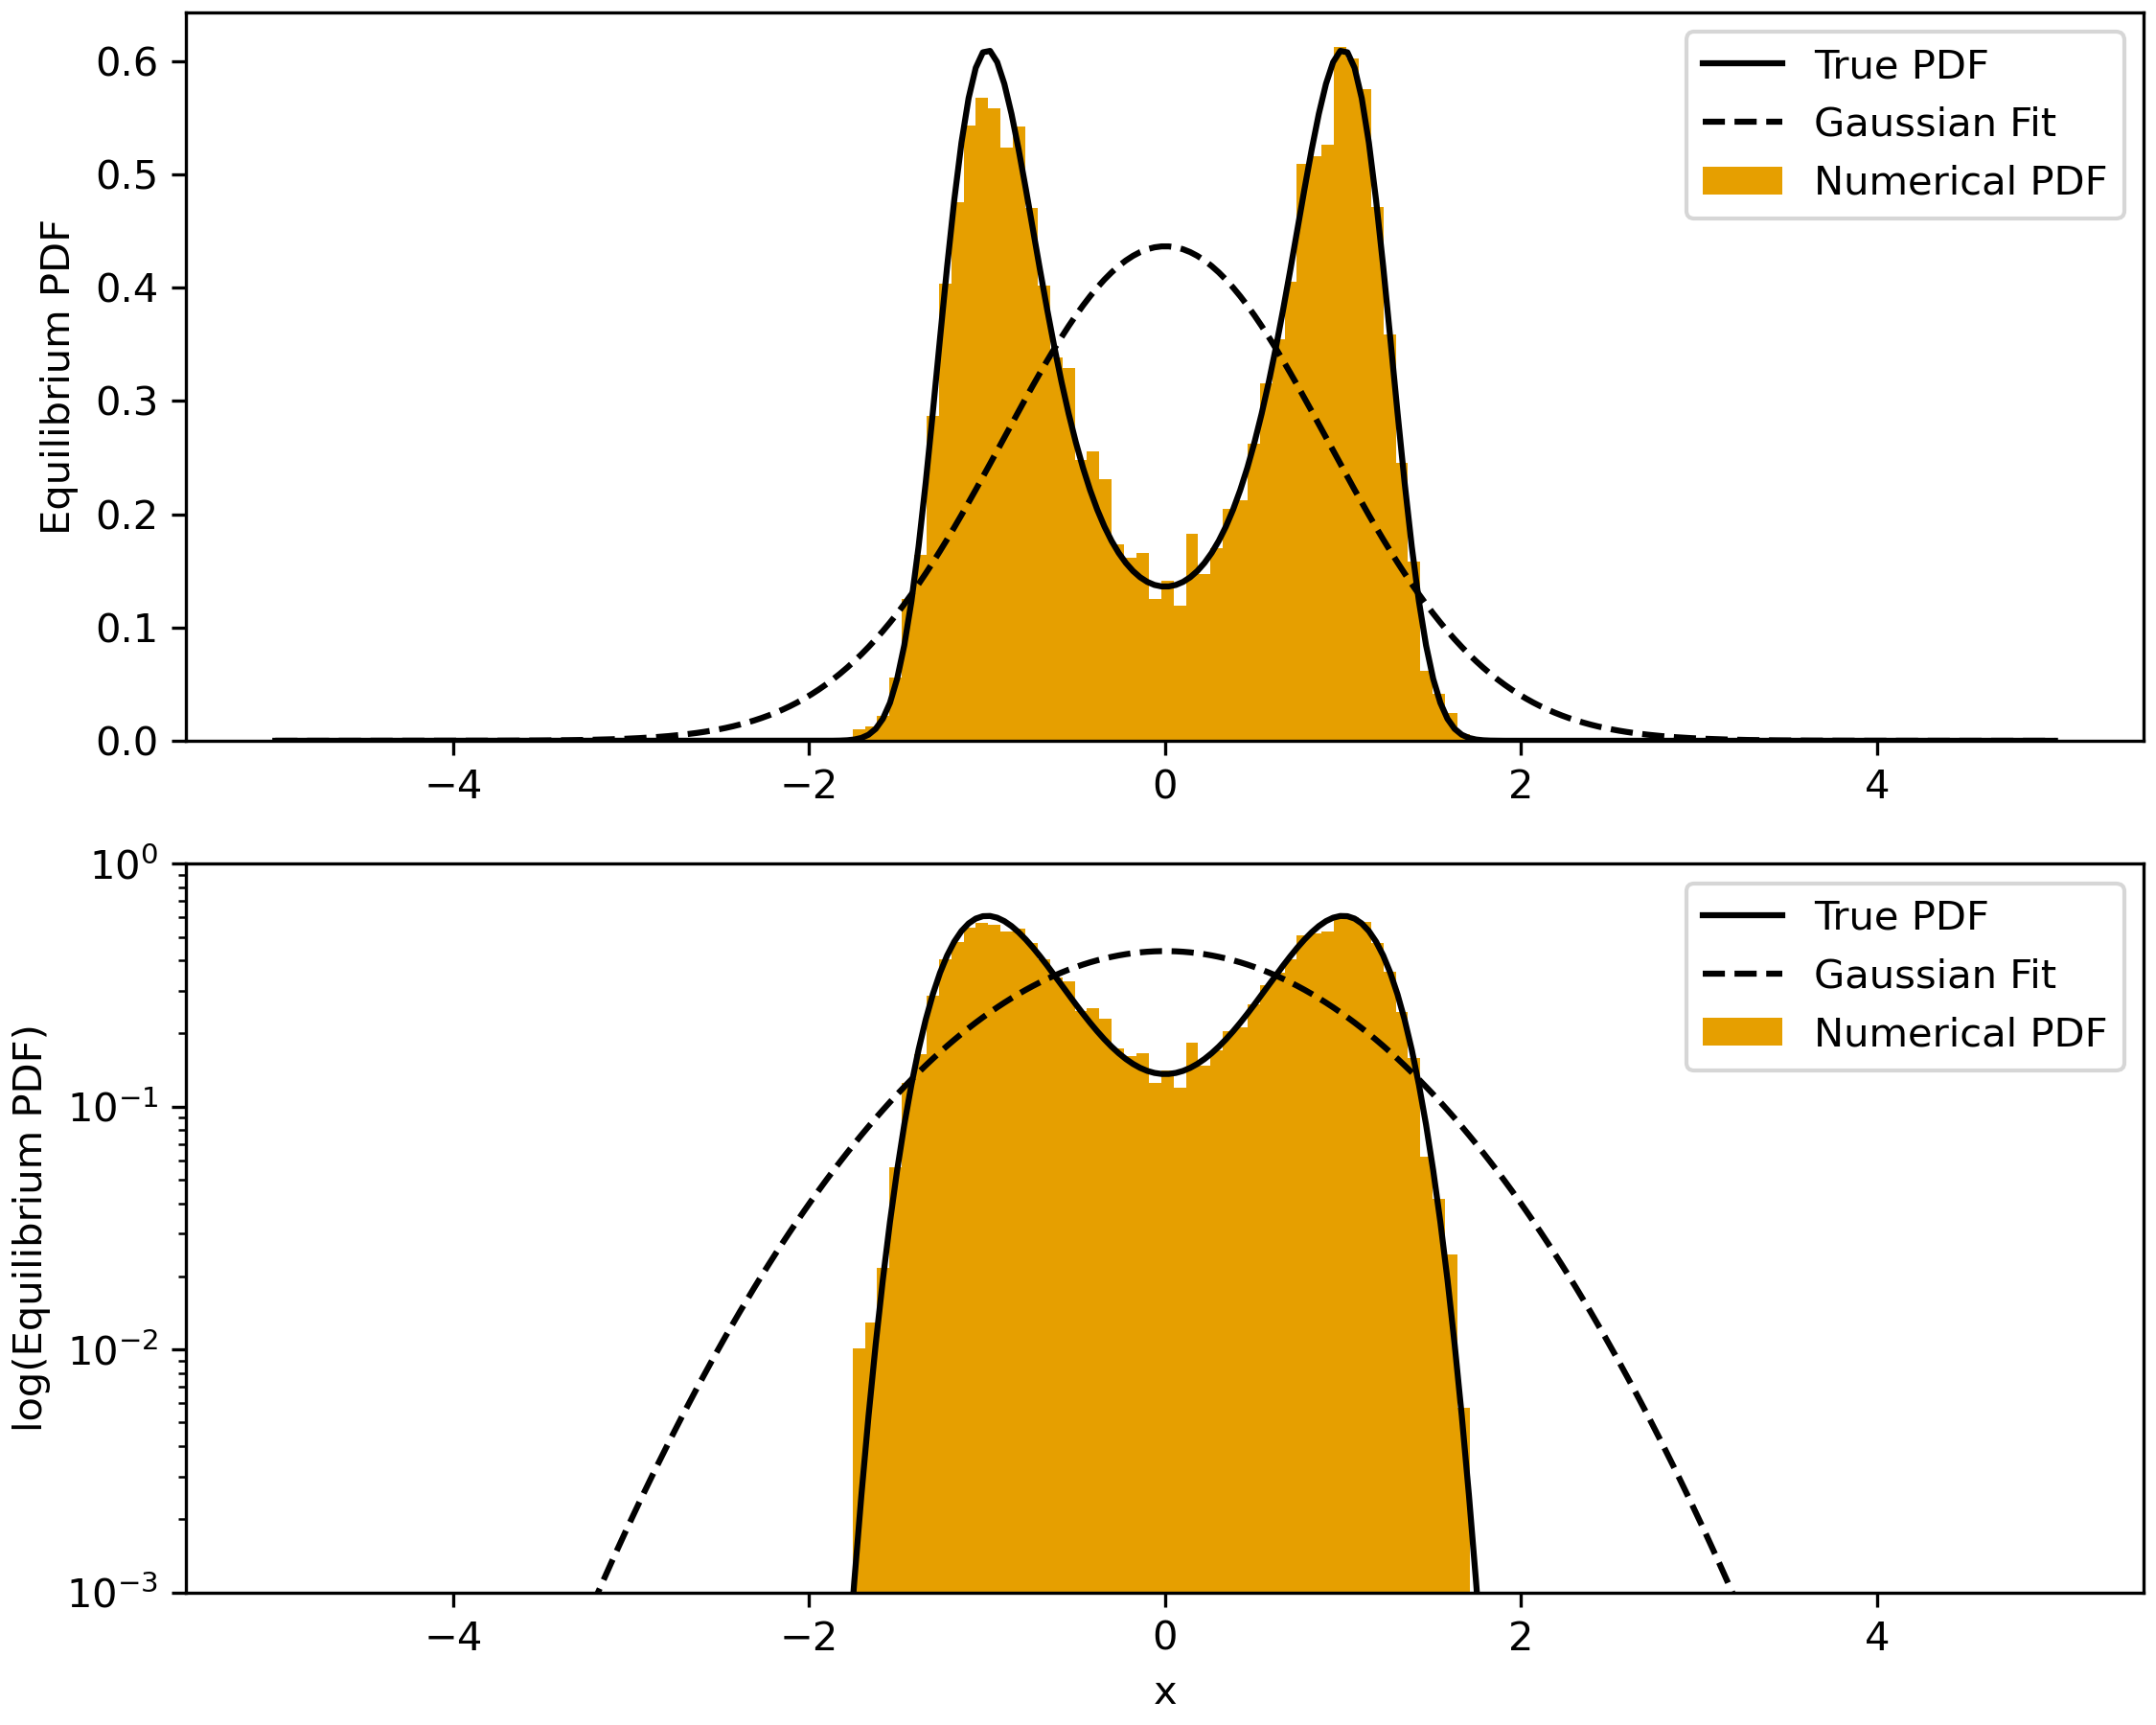 Equilibrium PDF
0.6
0.5
0.4
0.3
0.2
0.1
0.0
−4 −2 0 2 4
True PDF
Gaussian Fit
Numerical PDF
log(Equilibrium PDF)
10⁰
10⁻¹
10⁻²
10⁻³
−4 −2 0 2 4
x
True PDF
Gaussian Fit
Numerical PDF